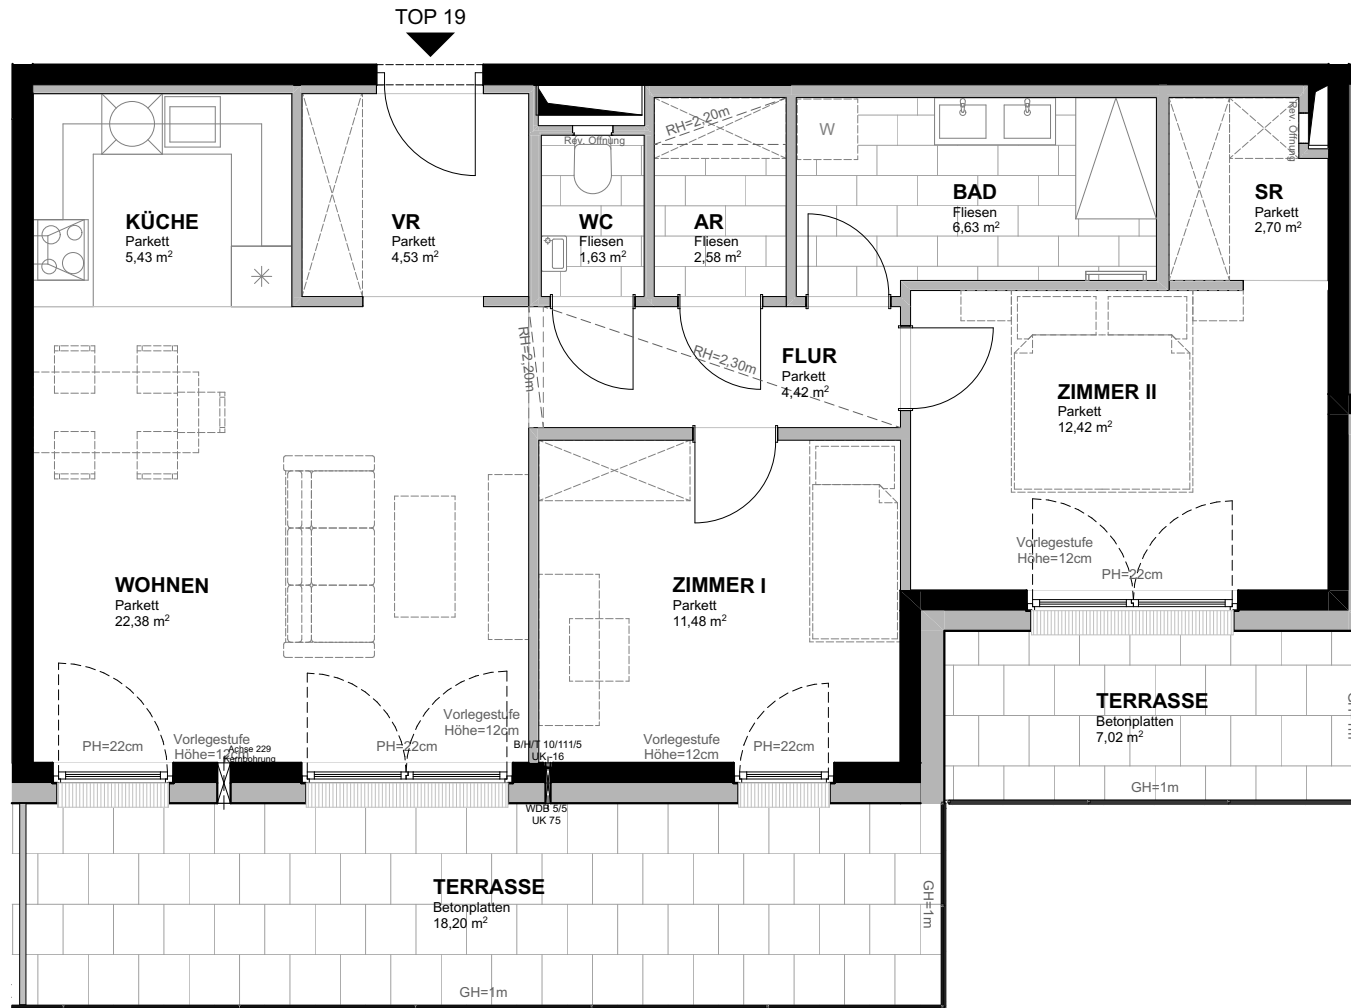 TOP 19
KÜCHE
Parkett
5,43 m²
VR
Parkett
4,53 m²
Rev. Öffnung
WC
Fliesen
1,63 m²
RH=2,20m
AR
Fliesen
2,58 m²
W
BAD
Fliesen
6,63 m²
Rev. Öffnung
SR
Parkett
2,70 m²
RH=2,20m
RH=2,30m
FLUR
Parkett
4,42 m²
ZIMMER II
Parkett
12,42 m²
Vorlegestufe
Höhe=12cm
PH=22cm
WOHNEN
Parkett
22,38 m²
ZIMMER I
Parkett
11,48 m²
PH=22cm
Vorlegestufe
Höhe=12cm
Achse 229
Kernbohrung
PH=22cm
Vorlegestufe
Höhe=12cm
B/H/T 10/111/5
UK -16
WDB 5/5
UK 75
Vorlegestufe
Höhe=12cm
PH=22cm
TERRASSE
Betonplatten
7,02 m²
GH=1m
TERRASSE
Betonplatten
18,20 m²
GH=1m
GH=1m